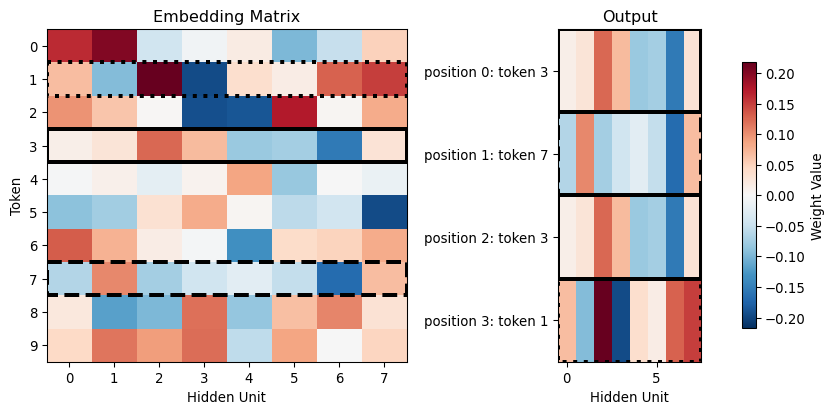 Embedding Matrix
Token
0
1
2
3
4
5
6
7
8
9
0 1 2 3 4 5 6 7
Hidden Unit
Output
position 0: token 3
position 1: token 7
position 2: token 3
position 3: token 1
0 5
Hidden Unit
0.20
0.15
0.10
0.05
0.00
−0.05
−0.10
−0.15
−0.20
Weight Value